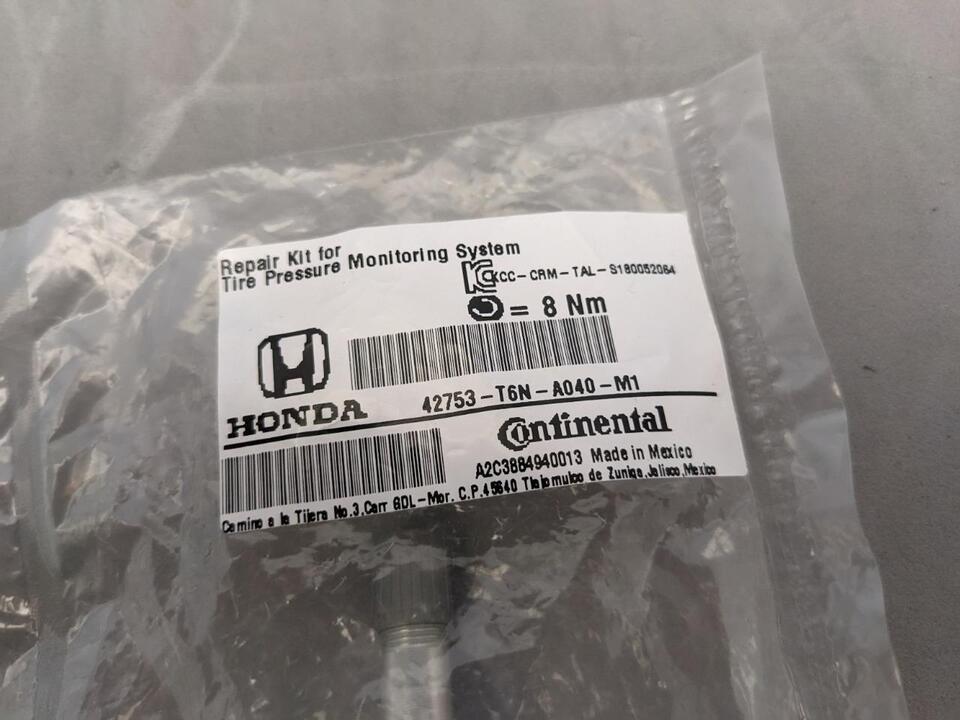 Repair Kit for
Tire Pressure Monitoring System
KCC-CRM-TAL-S180052064
= 8 Nm
HONDA
42753-T6N-A040-M1
Continental
A2C3884940013 Made in Mexico
Camino a la Tijera No.3,Carr GDL-Mor. C.P.45640 Tlajomulco de Zuniga,Jalisco,Mexico